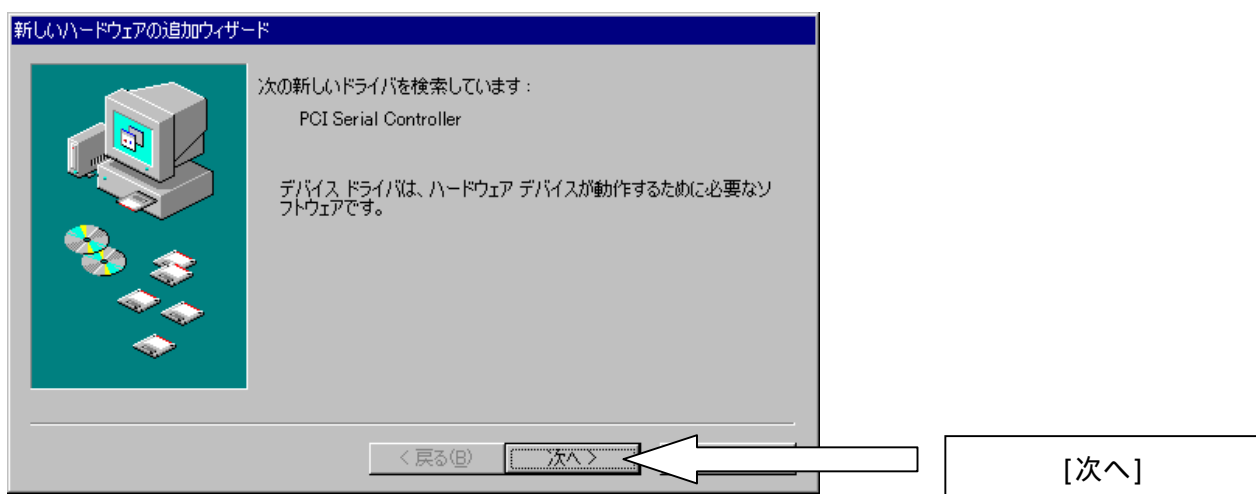 新しいハードウェアの追加ウィザード
次の新しいドライバを検索しています：
PCI Serial Controller
デバイス ドライバは、ハードウェア デバイスが動作するために必要なソ
フトウェアです。
< 戻る(B)
次へ >
[次へ]